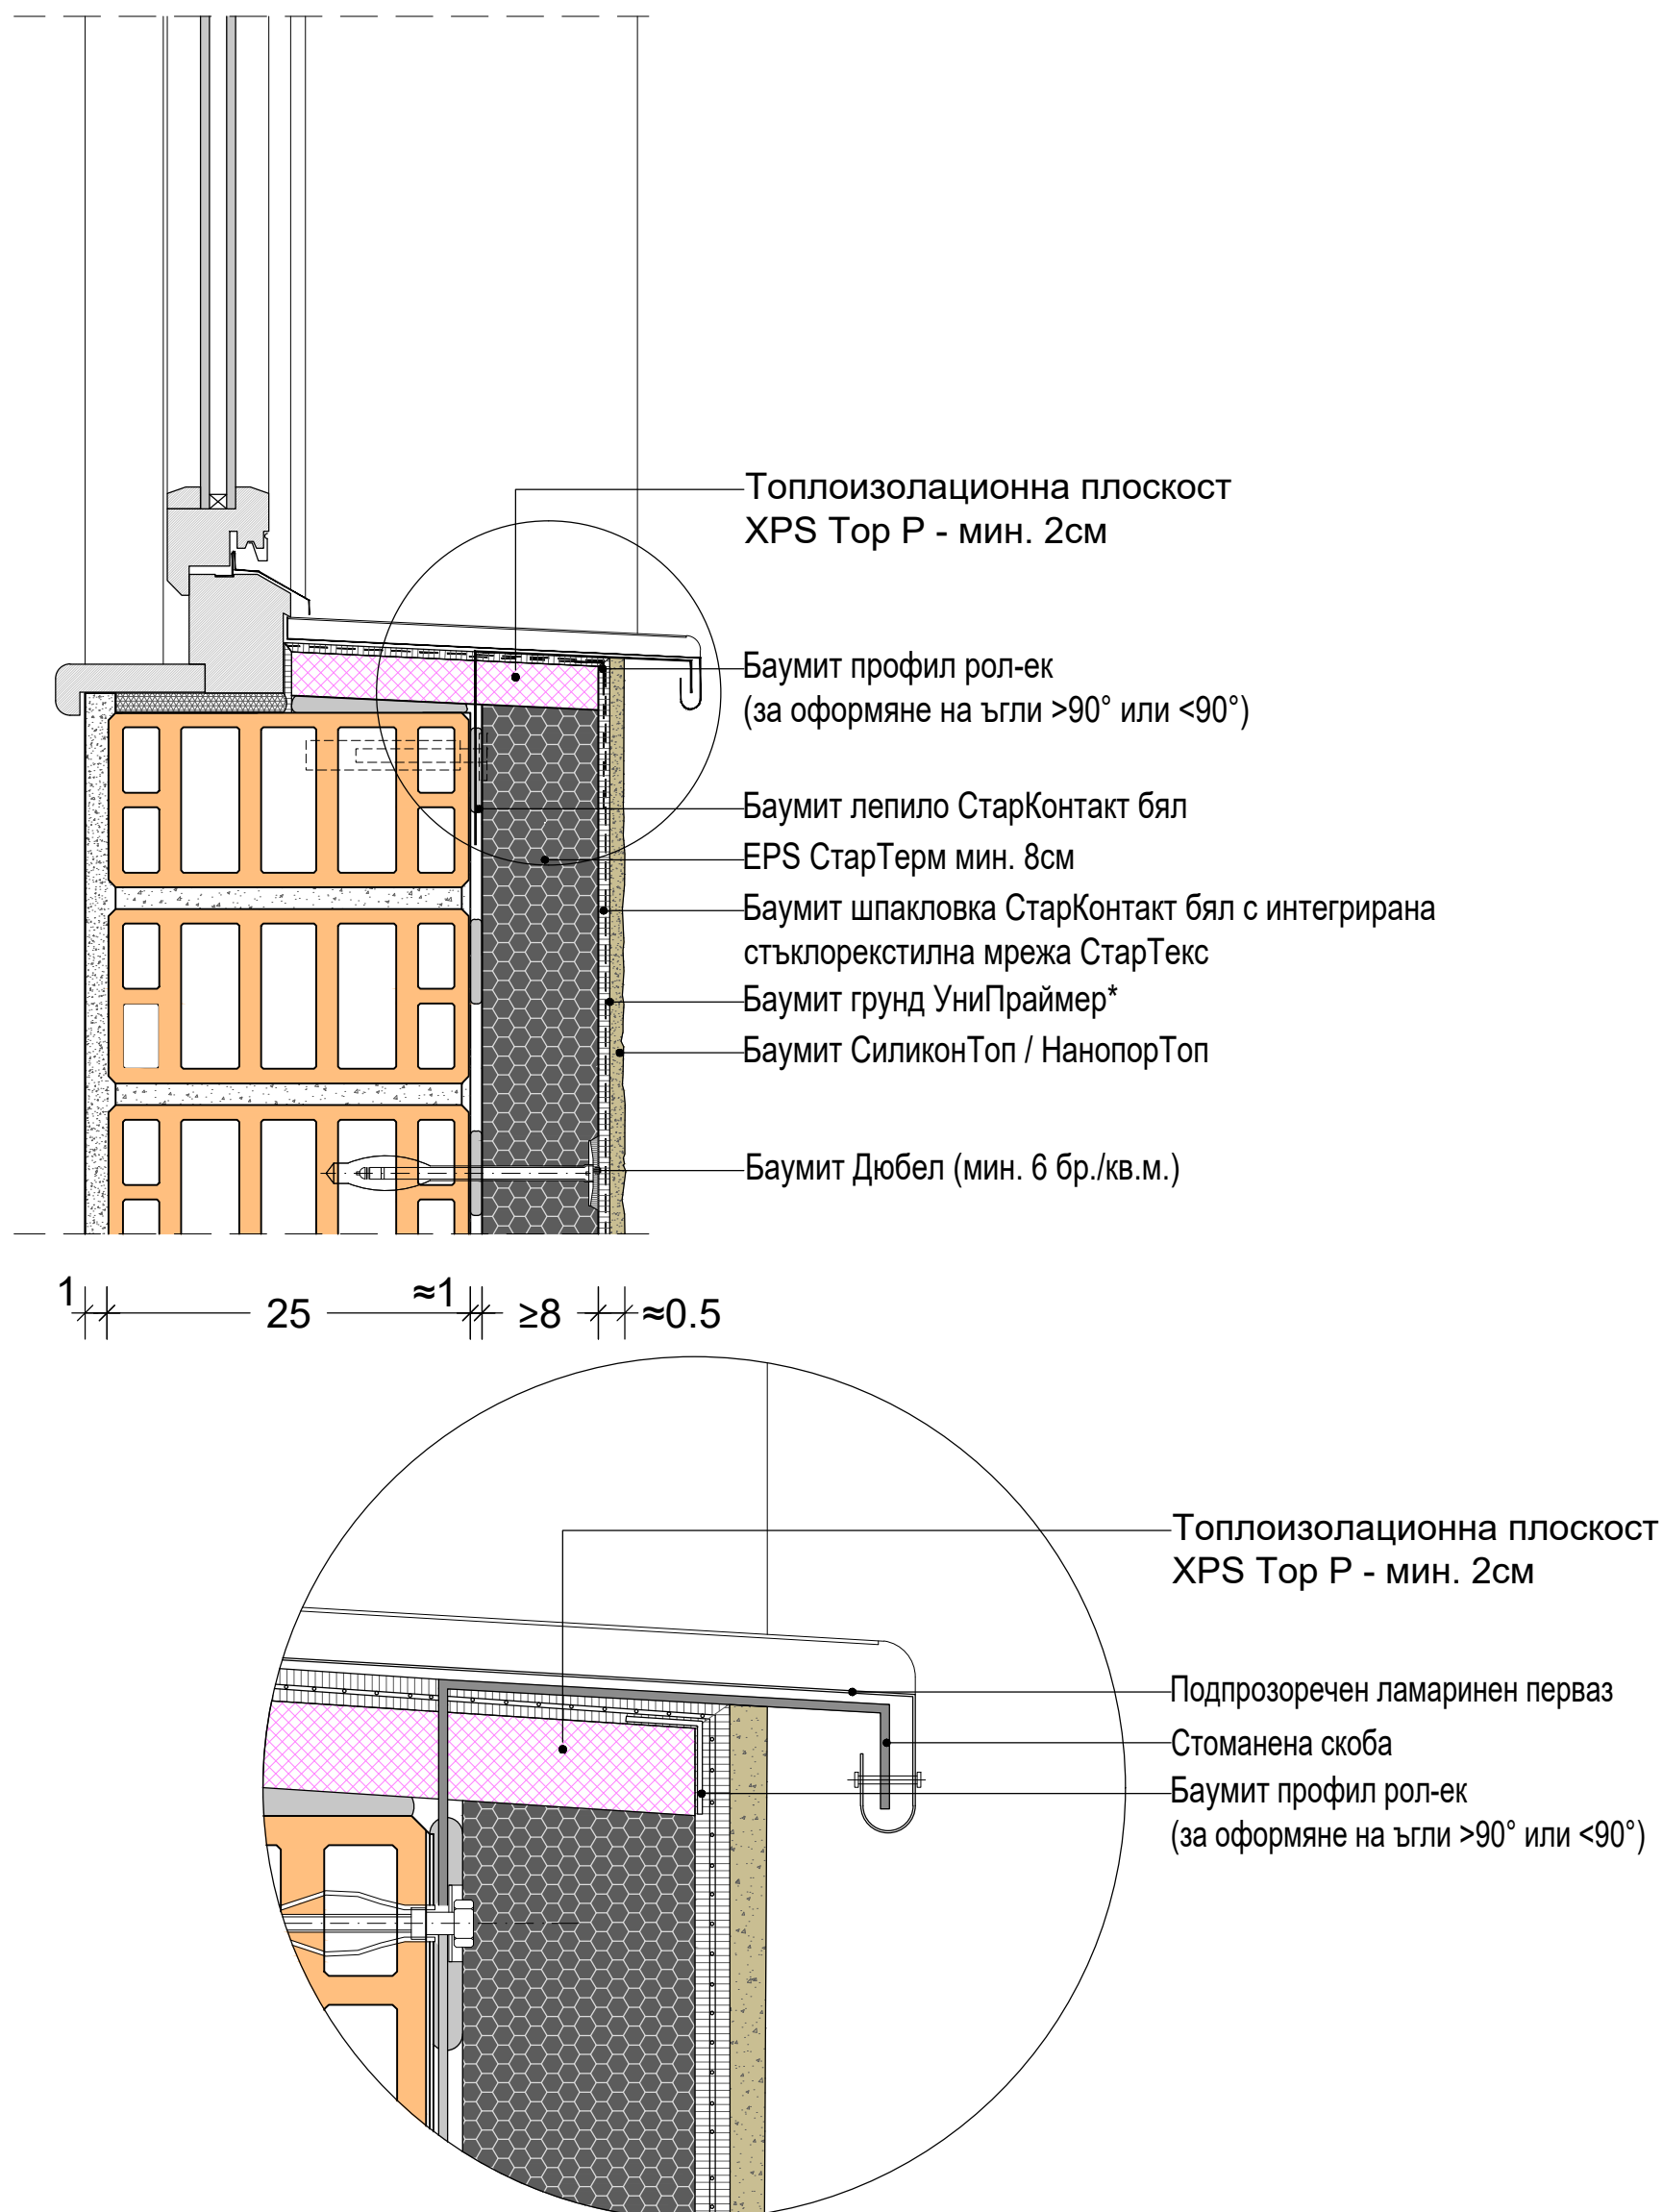 Топлоизолационна плоскост
XPS Top P - мин. 2см
Баумит профил рол-ек
(за оформяне на ъгли >90° или <90°)
Баумит лепило СтарКонтакт бял
EPS СтарТерм мин. 8см
Баумит шпакловка СтарКонтакт бял с интегрирана
стъклорекстилна мрежа СтарТекс
Баумит грунд УниПраймер*
Баумит СиликонТоп / НанопорТоп
Баумит Дюбел (мин. 6 бр./кв.м.)
1 25 ≈1 ≥8 ≈0.5
Топлоизолационна плоскост
XPS Top P - мин. 2см
Подпрозоречен ламаринен перваз
Стоманена скоба
Баумит профил рол-ек
(за оформяне на ъгли >90° или <90°)